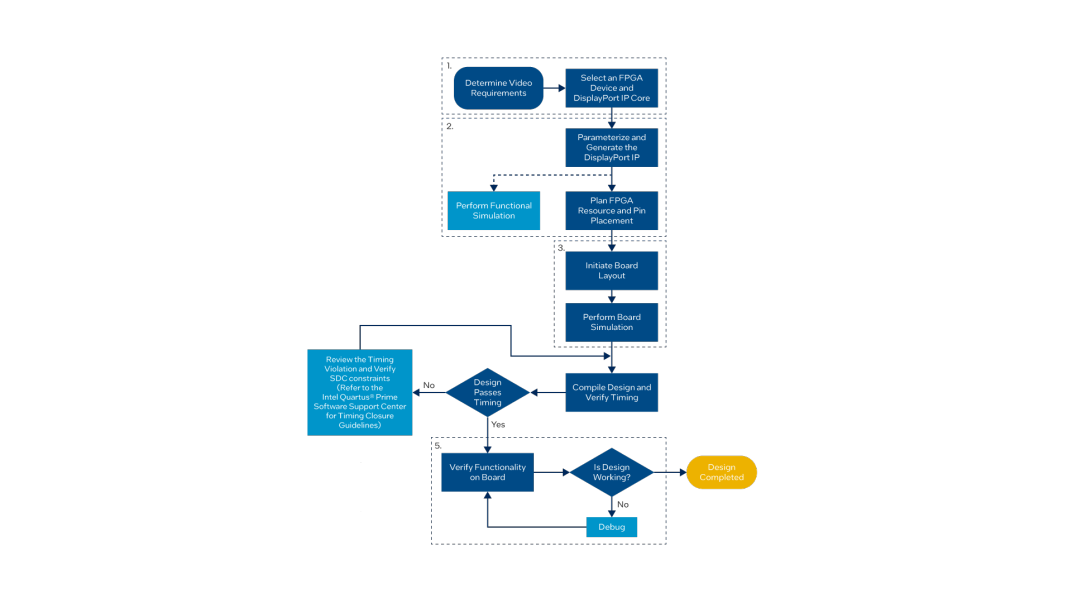 1.
Determine Video
Requirements
Select an FPGA
Device and
DisplayPort IP Core
2.
Parameterize and
Generate the
DisplayPort IP
Perform Functional
Simulation
Plan FPGA
Resource and Pin
Placement
3.
Initiate Board
Layout
Perform Board
Simulation
Review the Timing
Violation and Verify
SDC constraints
(Refer to the
Intel Quartus® Prime
Software Support Center
for Timing Closure
Guidelines)
No
Design
Passes
Timing
Compile Design and
Verify Timing
Yes
5.
Verify Functionality
on Board
Is Design
Working?
Design
Completed
No
Debug